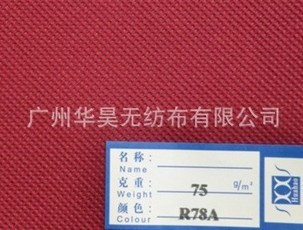 广州华昊无纺布有限公司
名称:
Name
克重: 75 g/m²
Weight
颜色: R78A
Colour
Huahao